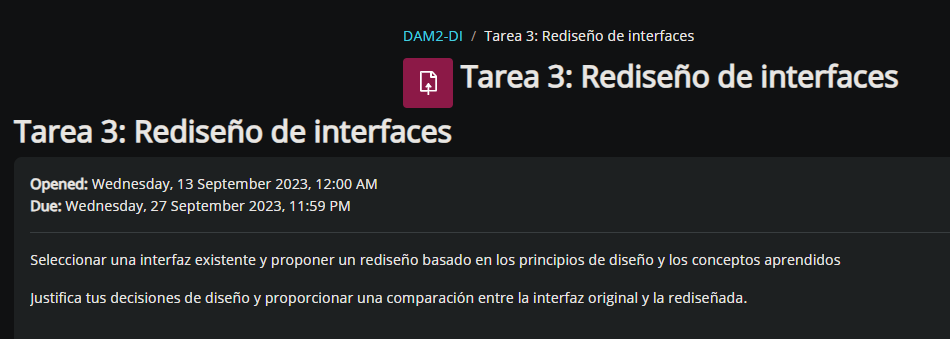 DAM2-DI / Tarea 3: Rediseño de interfaces
Tarea 3: Rediseño de interfaces
Tarea 3: Rediseño de interfaces
Opened: Wednesday, 13 September 2023, 12:00 AM
Due: Wednesday, 27 September 2023, 11:59 PM
Seleccionar una interfaz existente y proponer un rediseño basado en los principios de diseño y los conceptos aprendidos
Justifica tus decisiones de diseño y proporcionar una comparación entre la interfaz original y la rediseñada.